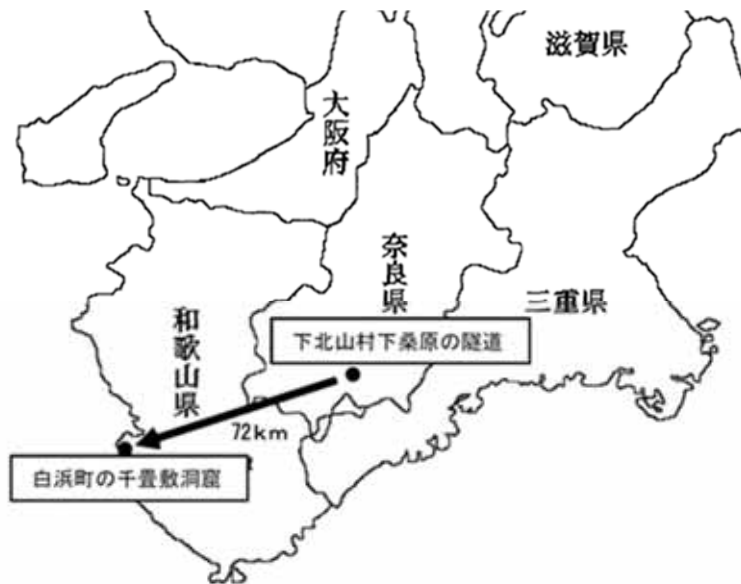 滋賀県
大阪府
奈良県
三重県
和歌山県
下北山村下桑原の隧道
72km
白浜町の千畳敷洞窟